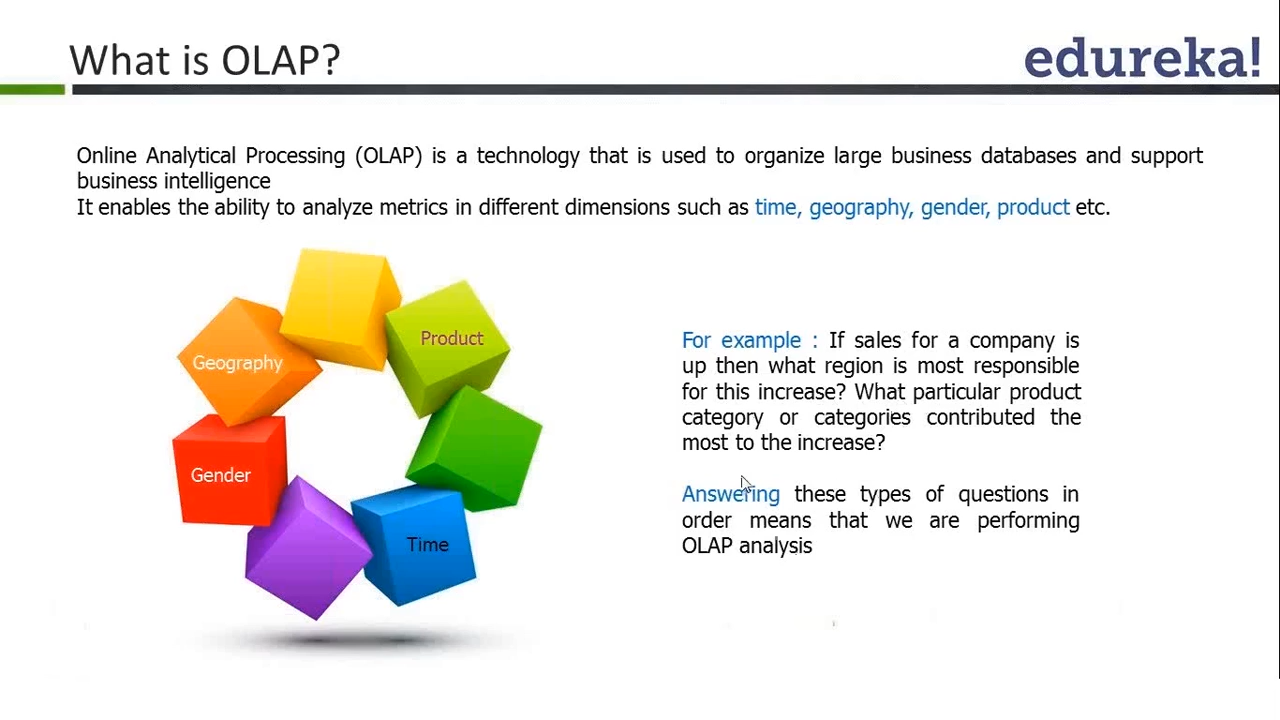 What is OLAP?
edureka!
Online Analytical Processing (OLAP) is a technology that is used to organize large business databases and support
business intelligence
It enables the ability to analyze metrics in different dimensions such as time, geography, gender, product etc.
Product
Geography
Gender
Time
For example : If sales for a company is
up then what region is most responsible
for this increase? What particular product
category or categories contributed the
most to the increase?
Answering these types of questions in
order means that we are performing
OLAP analysis